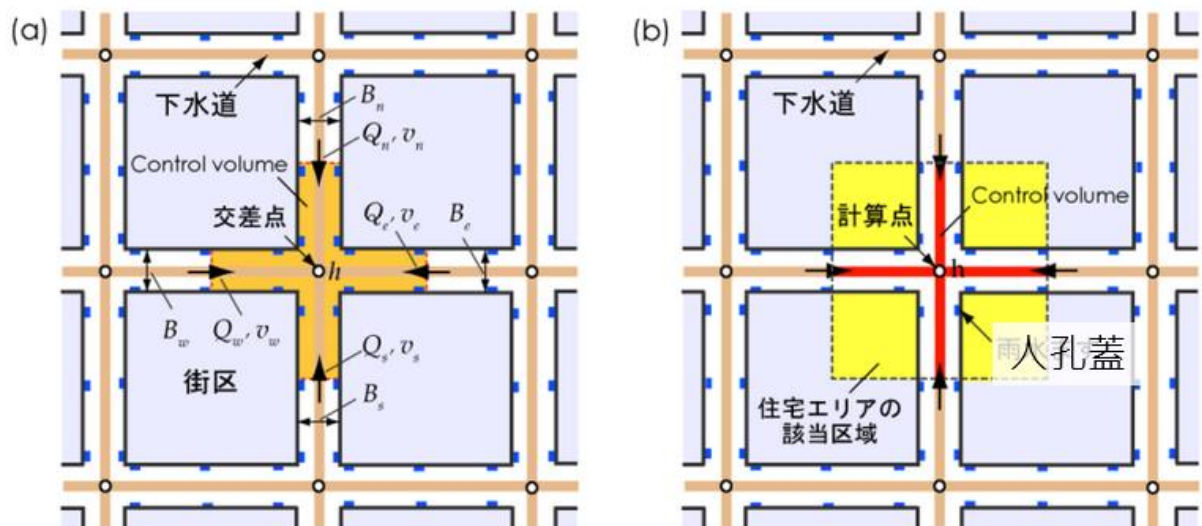 (a)
下水道
B_n
Q_n, v_n
Control volume
交差点
Q_e, v_e
B_e
h
B_w
Q_w, v_w
Q_s, v_s
街区
B_s
(b)
下水道
Control volume
計算点
h
人孔蓋
住宅エリアの
該当区域